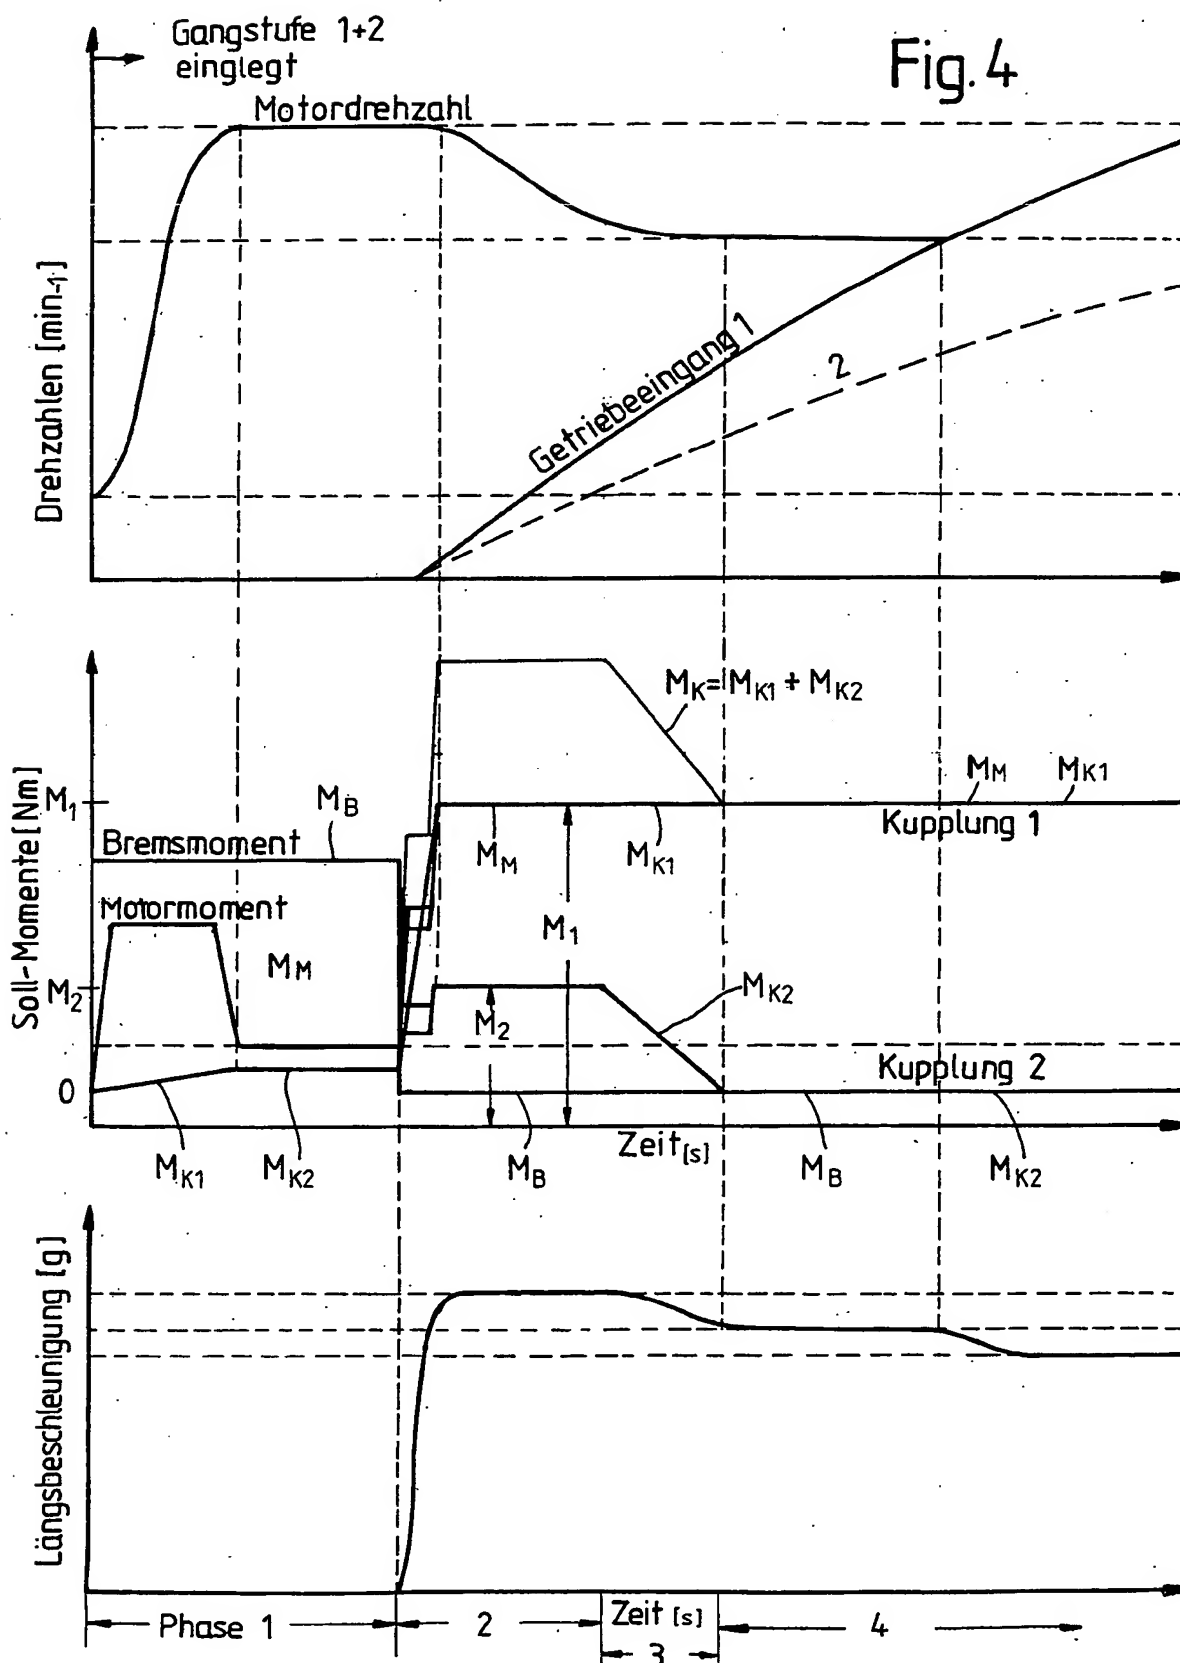 Gangstufe 1+2
einglegt
Fig. 4
Motordrehzahl
Drehzahlen [min-1]
Getriebeeingang 1
2
Soll-Momente [Nm]
M1
M2
0
MK=MK1 + MK2
MB
Bremsmoment
Motormoment
MM
MM
MK1
MM
MK1
Kupplung 1
M1
M2
MK2
Kupplung 2
Zeit [s]
MK1
MK2
MB
MB
MK2
Längsbeschleunigung [g]
Phase 1
2
Zeit [s]
3
4